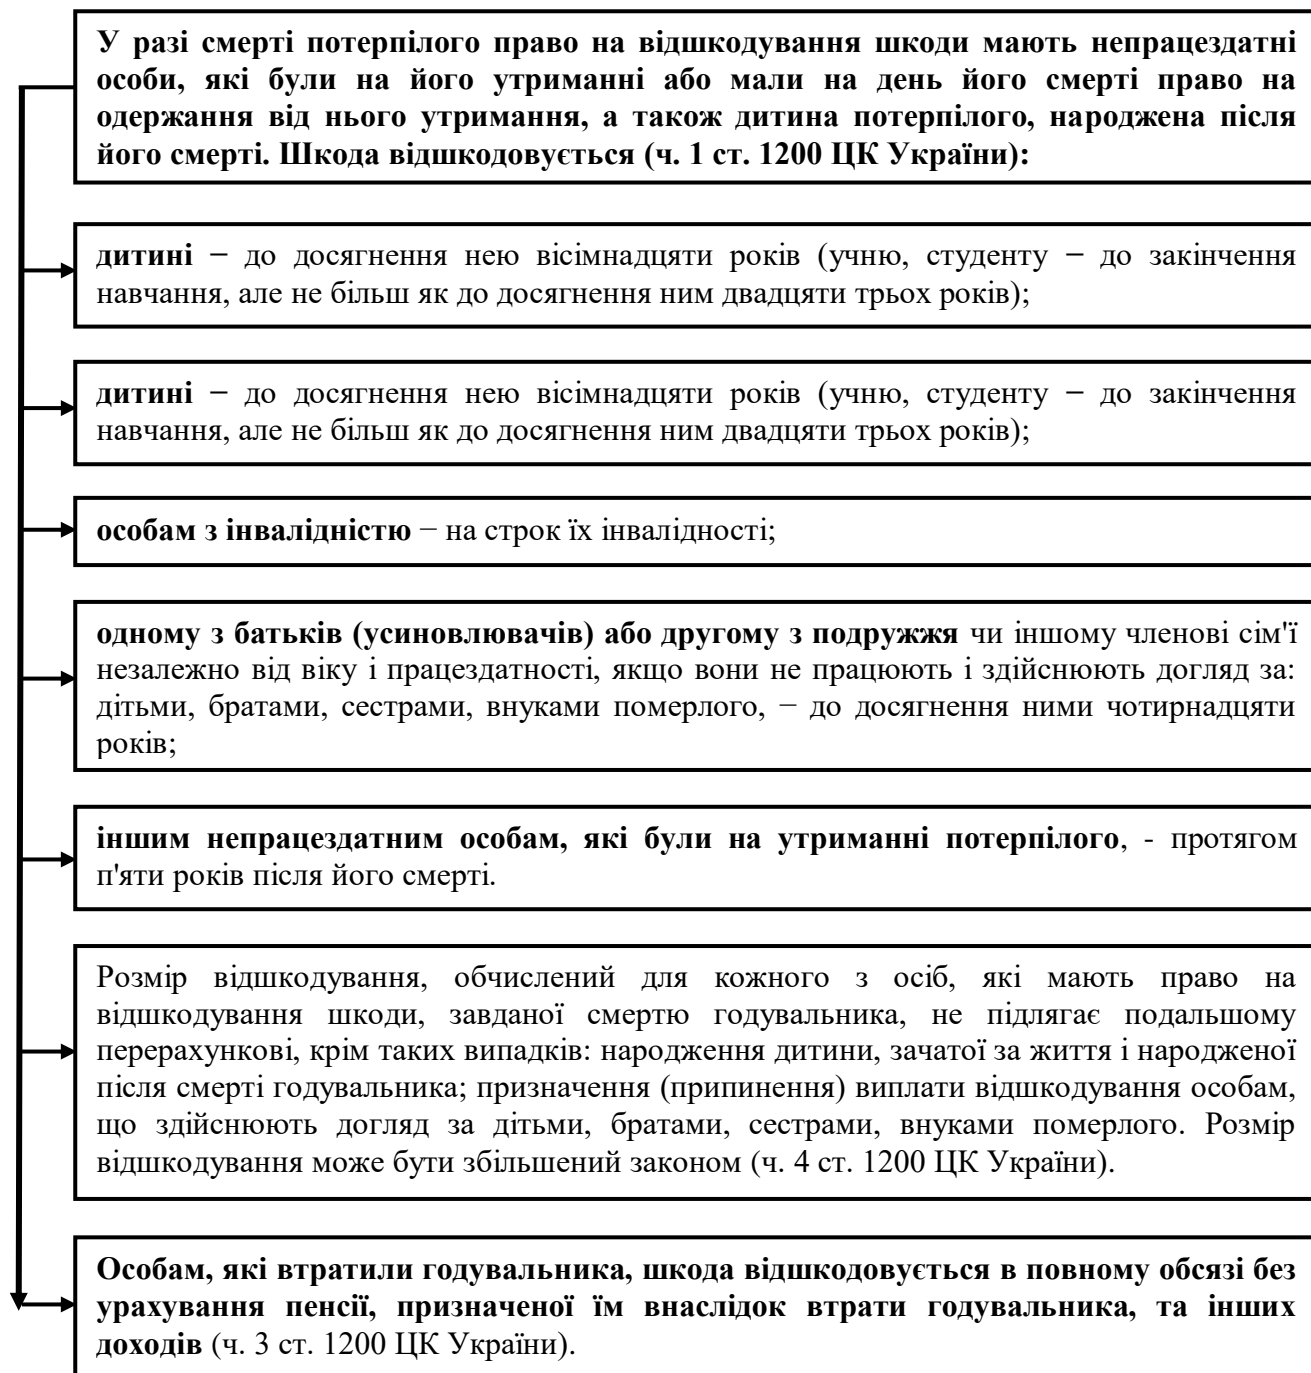 У разі смерті потерпілого право на відшкодування шкоди мають непрацездатні
особи, які були на його утриманні або мали на день його смерті право на
одержання від нього утримання, а також дитина потерпілого, народжена після
його смерті. Шкода відшкодовується (ч. 1 ст. 1200 ЦК України):
дитині − до досягнення нею вісімнадцяти років (учню, студенту − до закінчення
навчання, але не більш як до досягнення ним двадцяти трьох років);
дитині − до досягнення нею вісімнадцяти років (учню, студенту − до закінчення
навчання, але не більш як до досягнення ним двадцяти трьох років);
особам з інвалідністю − на строк їх інвалідності;
одному з батьків (усиновлювачів) або другому з подружжя чи іншому членові сім'ї
незалежно від віку і працездатності, якщо вони не працюють і здійснюють догляд за:
дітьми, братами, сестрами, внуками померлого, − до досягнення ними чотирнадцяти
років;
іншим непрацездатним особам, які були на утриманні потерпілого, - протягом
п'яти років після його смерті.
Розмір відшкодування, обчислений для кожного з осіб, які мають право на
відшкодування шкоди, завданої смертю годувальника, не підлягає подальшому
перерахункові, крім таких випадків: народження дитини, зачатої за життя і народженої
після смерті годувальника; призначення (припинення) виплати відшкодування особам,
що здійснюють догляд за дітьми, братами, сестрами, внуками померлого. Розмір
відшкодування може бути збільшений законом (ч. 4 ст. 1200 ЦК України).
Особам, які втратили годувальника, шкода відшкодовується в повному обсязі без
урахування пенсії, призначеної їм внаслідок втрати годувальника, та інших
доходів (ч. 3 ст. 1200 ЦК України).